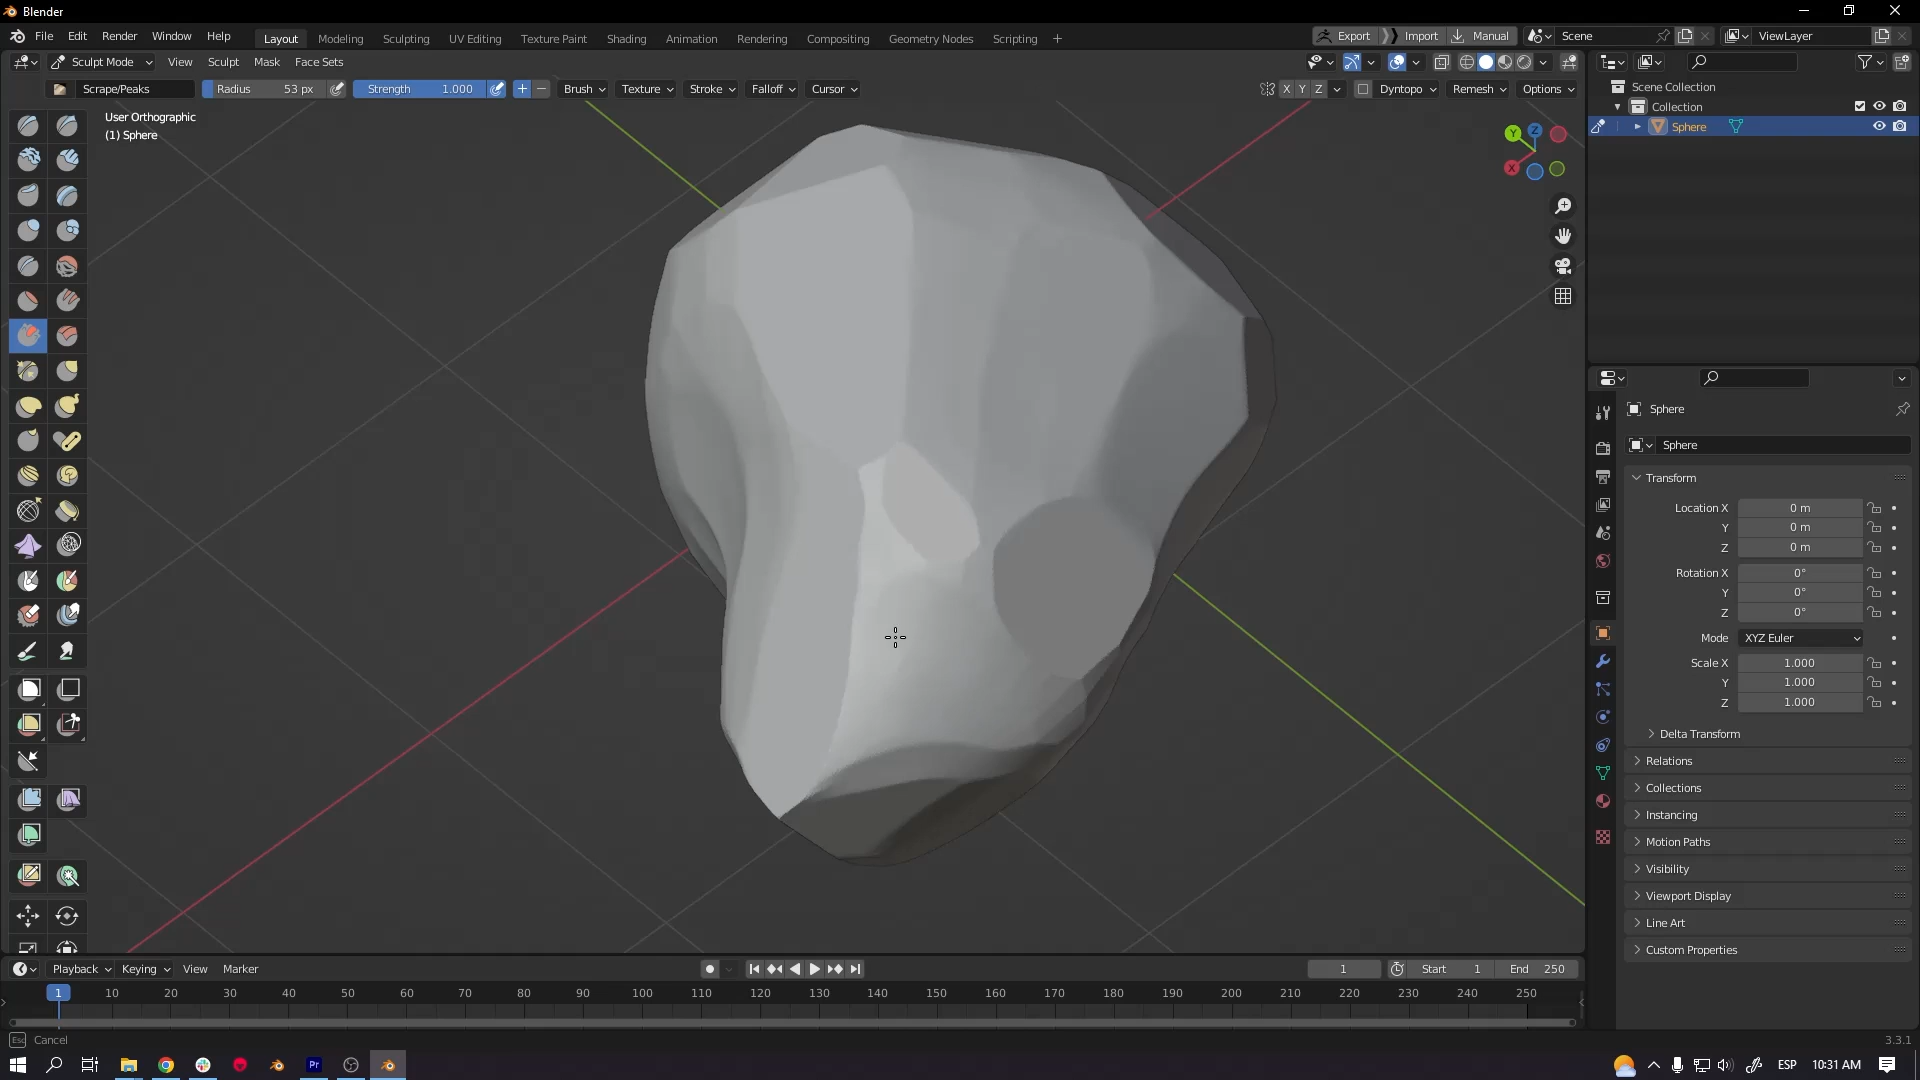 Blender
File Edit Render Window Help
Layout Modeling Sculpting UV Editing Texture Paint Shading Animation Rendering Compositing Geometry Nodes Scripting +
Export Import Manual Scene ViewLayer
Sculpt Mode View Sculpt Mask Face Sets
Scrape/Peaks Radius 53 px Strength 1.000 Brush Texture Stroke Falloff Cursor X Y Z Dyntopo Remesh Options
User Orthographic
(1) Sphere
Y Z
X
Scene Collection
Collection
Sphere
Sphere
Sphere
Transform
Location X 0 m
Y 0 m
Z 0 m
Rotation X 0°
Y 0°
Z 0°
Mode XYZ Euler
Scale X 1.000
Y 1.000
Z 1.000
Delta Transform
Relations
Collections
Instancing
Motion Paths
Visibility
Viewport Display
Line Art
Custom Properties
Playback Keying View Marker 1 Start 1 End 250
1 10 20 30 40 50 60 70 80 90 100 110 120 130 140 150 160 170 180 190 200 210 220 230 240 250
Esc Cancel 3.3.1
Pr ESP 10:31 AM